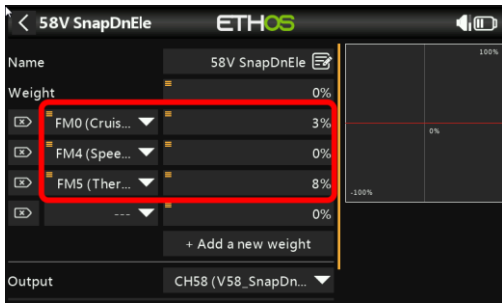 58V SnapDnEle ETHOS
Name 58V SnapDnEle
Weight 0%
FM0 (Cruis... 3%
FM4 (Spee... 0%
FM5 (Ther... 8%
--- 0%
+ Add a new weight
Output CH58 (V58_SnapDn...
100%
0%
-100%